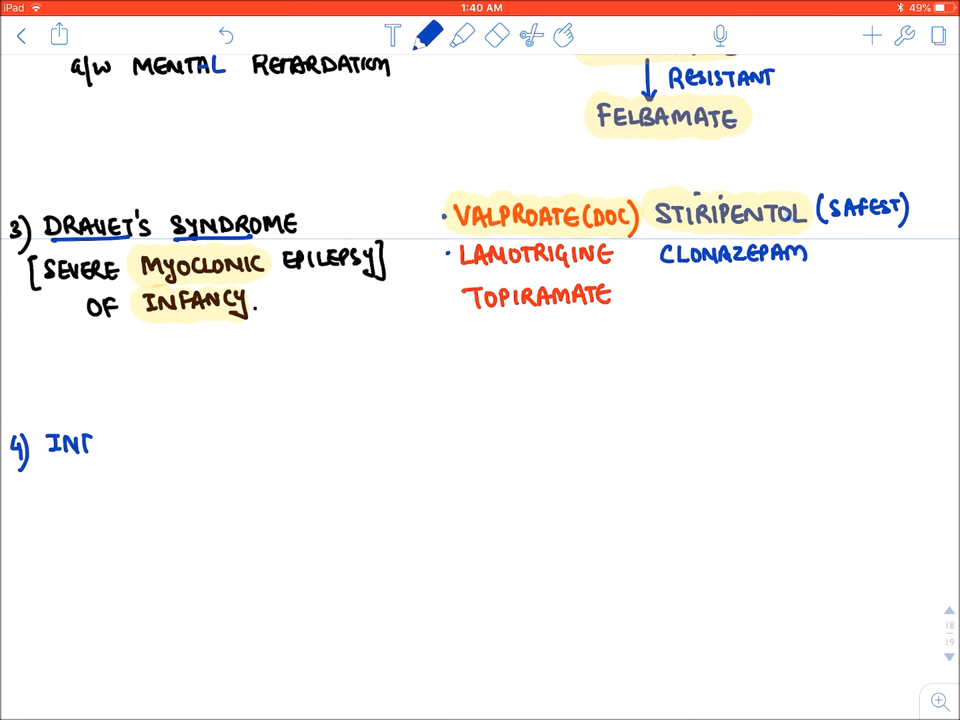 iPad 1:40 AM 49%
T
a/w MENTAL RETARDATION
RESISTANT
FELBAMATE
3) DRAVET'S SYNDROME
[SEVERE MYOCLONIC EPILEPSY]
OF INFANCY.
• VALPROATE (DOC) STIRIPENTOL (SAFEST)
• LAMOTRIGINE CLONAZEPAM
TOPIRAMATE
4) INF
18
19